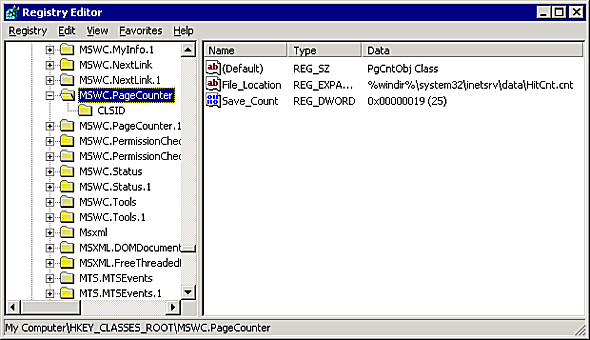 Registry Editor
Registry Edit View Favorites Help
MSWC.MyInfo.1
MSWC.NextLink
MSWC.NextLink.1
MSWC.PageCounter
CLSID
MSWC.PageCounter.1
MSWC.PermissionChec
MSWC.PermissionChec
MSWC.Status
MSWC.Status.1
MSWC.Tools
MSWC.Tools.1
Msxml
MSXML.DOMDocument
MSXML.FreeThreadedD
MTS.MTSEvents
MTS.MTSEvents.1
Name Type Data
ab (Default) REG_SZ PgCntObj Class
ab File_Location REG_EXPA... %windir%\system32\inetsrv\data\HitCnt.cnt
Save_Count REG_DWORD 0x00000019 (25)
My Computer\HKEY_CLASSES_ROOT\MSWC.PageCounter